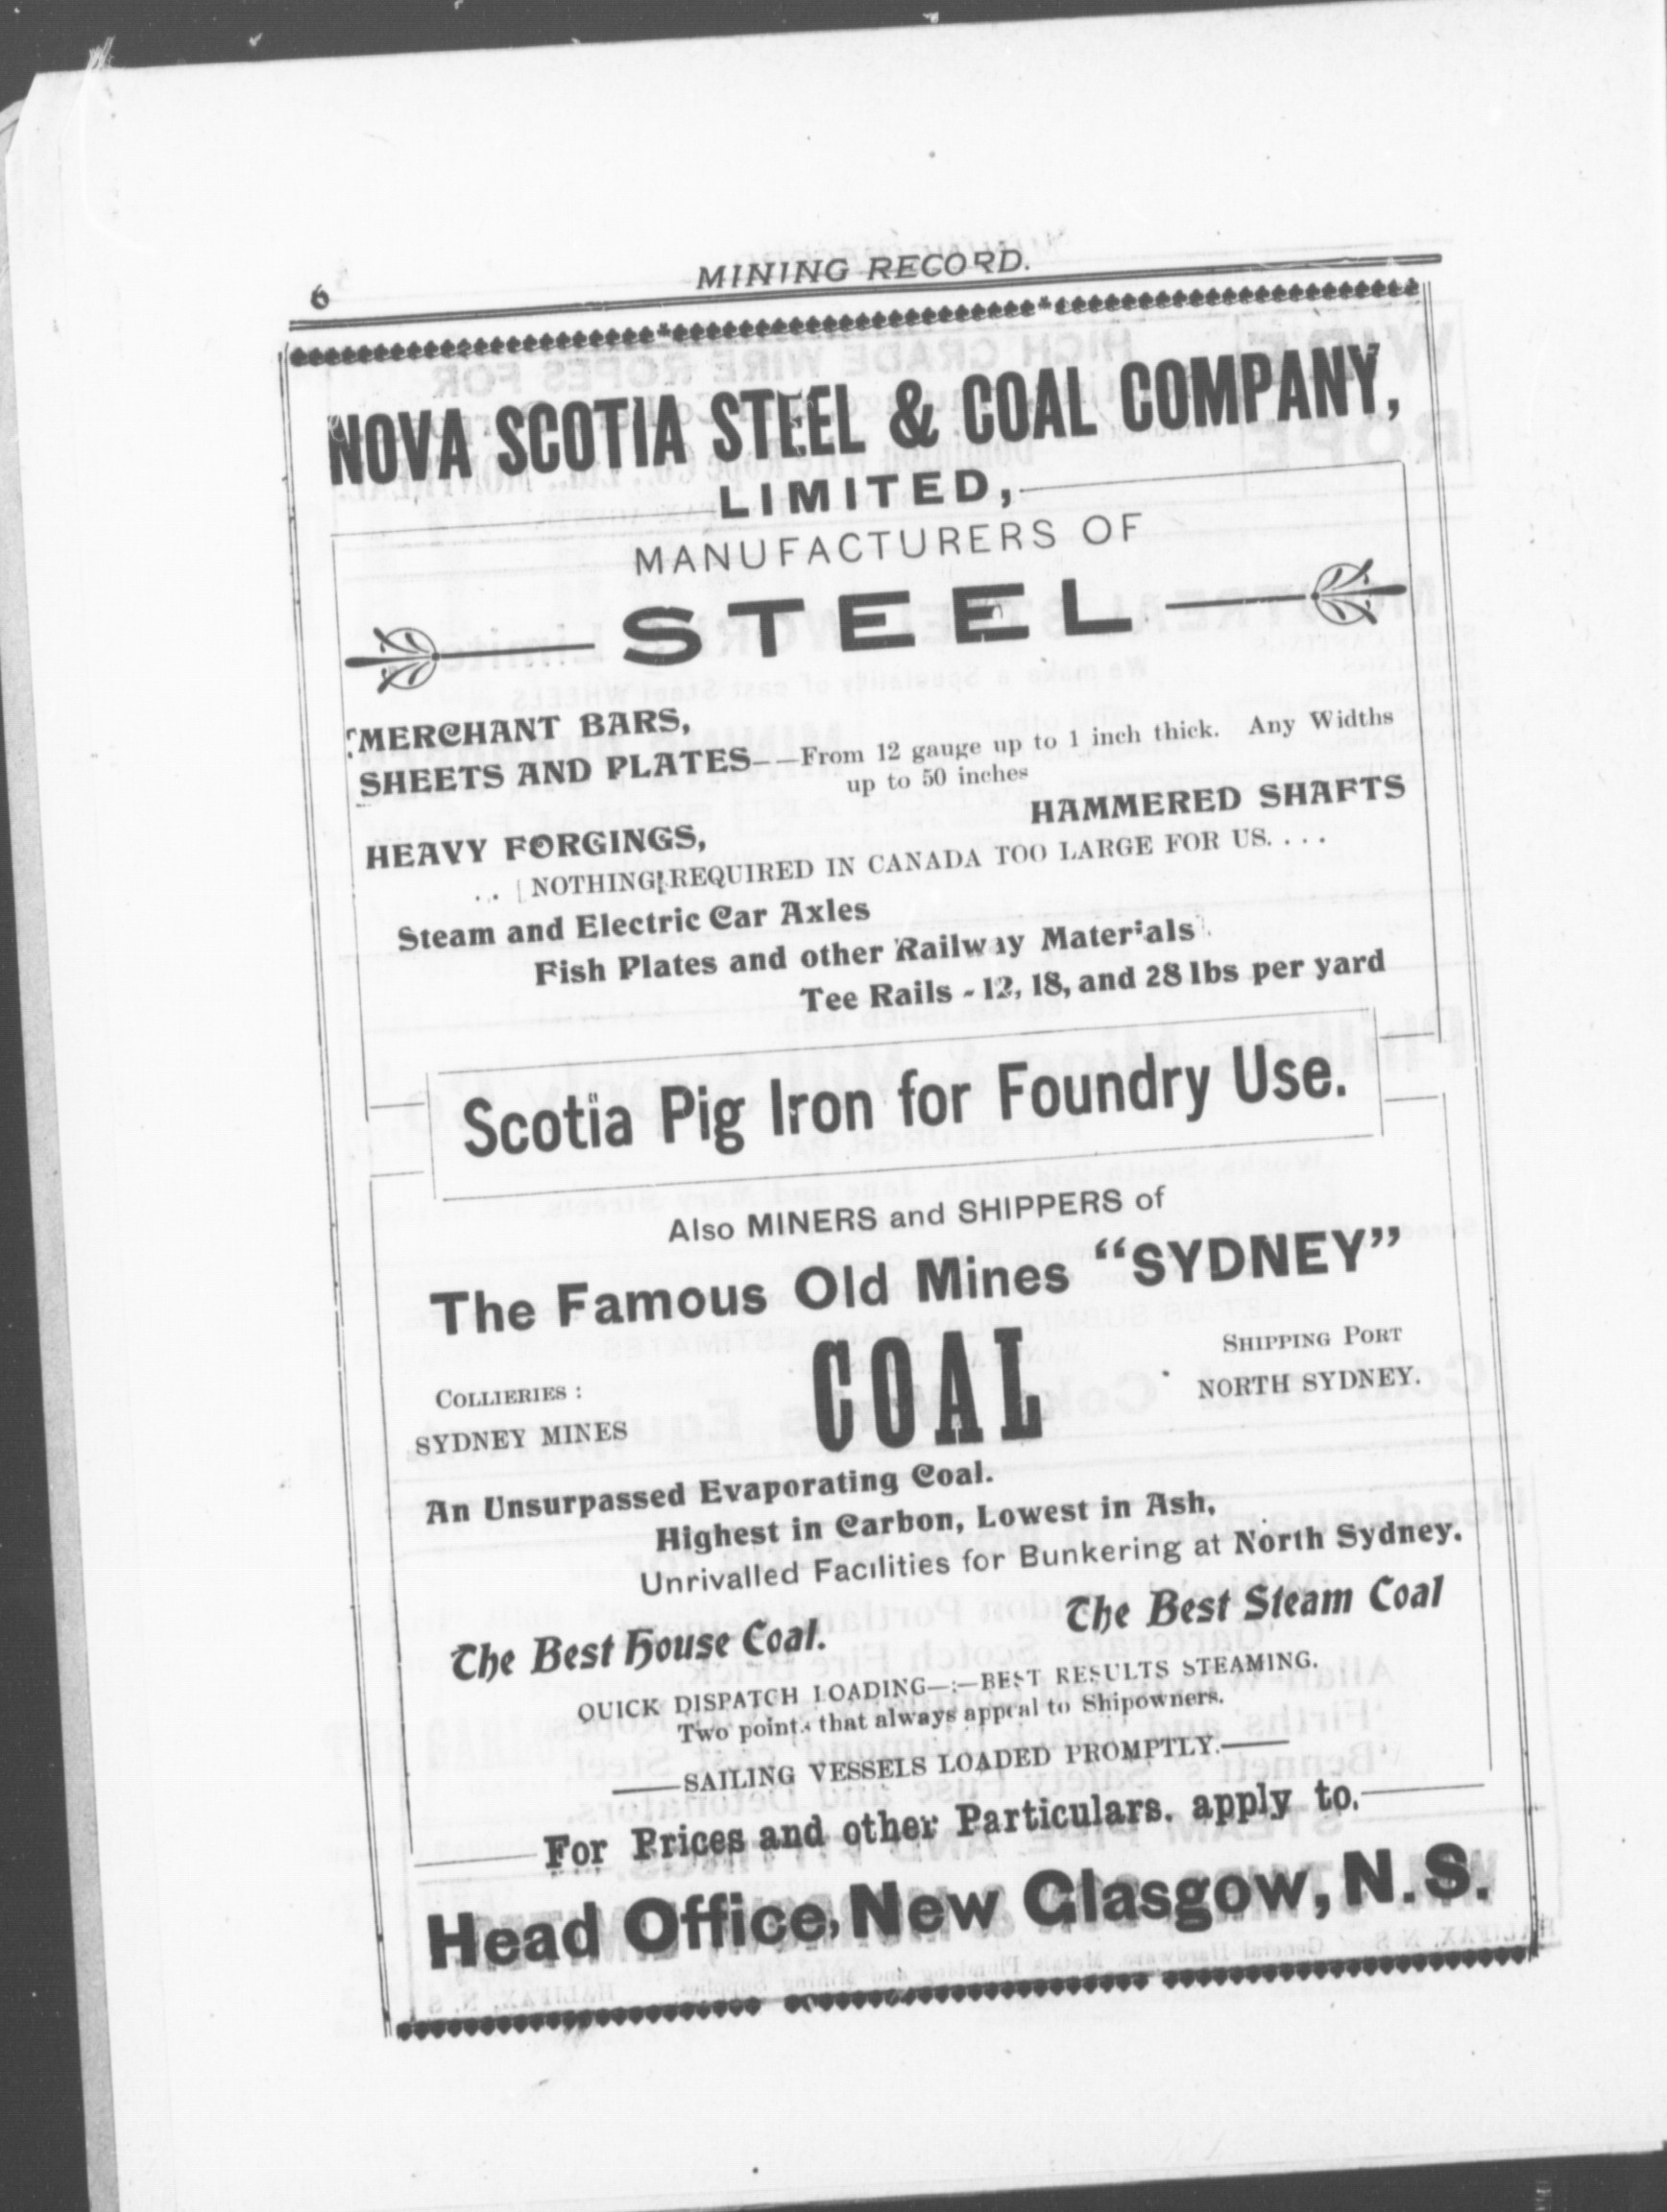 6
MINING RECORD.
NOVA SCOTIA STEEL & COAL COMPANY,
LIMITED,
MANUFACTURERS OF
STEEL
MERCHANT BARS,
SHEETS AND PLATES——From 12 gauge up to 1 inch thick. Any Widths
up to 50 inches
HAMMERED SHAFTS
HEAVY FORGINGS,
. . NOTHING REQUIRED IN CANADA TOO LARGE FOR US. . . .
Steam and Electric Car Axles
Fish Plates and other Railway Materials
Tee Rails - 12, 18, and 28 lbs per yard
Scotia Pig Iron for Foundry Use.
Also MINERS and SHIPPERS of
The Famous Old Mines "SYDNEY"
COAL
COLLIERIES :
SYDNEY MINES
SHIPPING PORT
NORTH SYDNEY.
An Unsurpassed Evaporating Coal.
Highest in Carbon, Lowest in Ash,
Unrivalled Facilities for Bunkering at North Sydney.
The Best House Coal.
The Best Steam Coal
QUICK DISPATCH LOADING—:—BEST RESULTS STEAMING.
Two points that always appeal to Shipowners.
——SAILING VESSELS LOADED PROMPTLY.——
For Prices and other Particulars. apply to.
Head Office, New Glasgow, N. S.